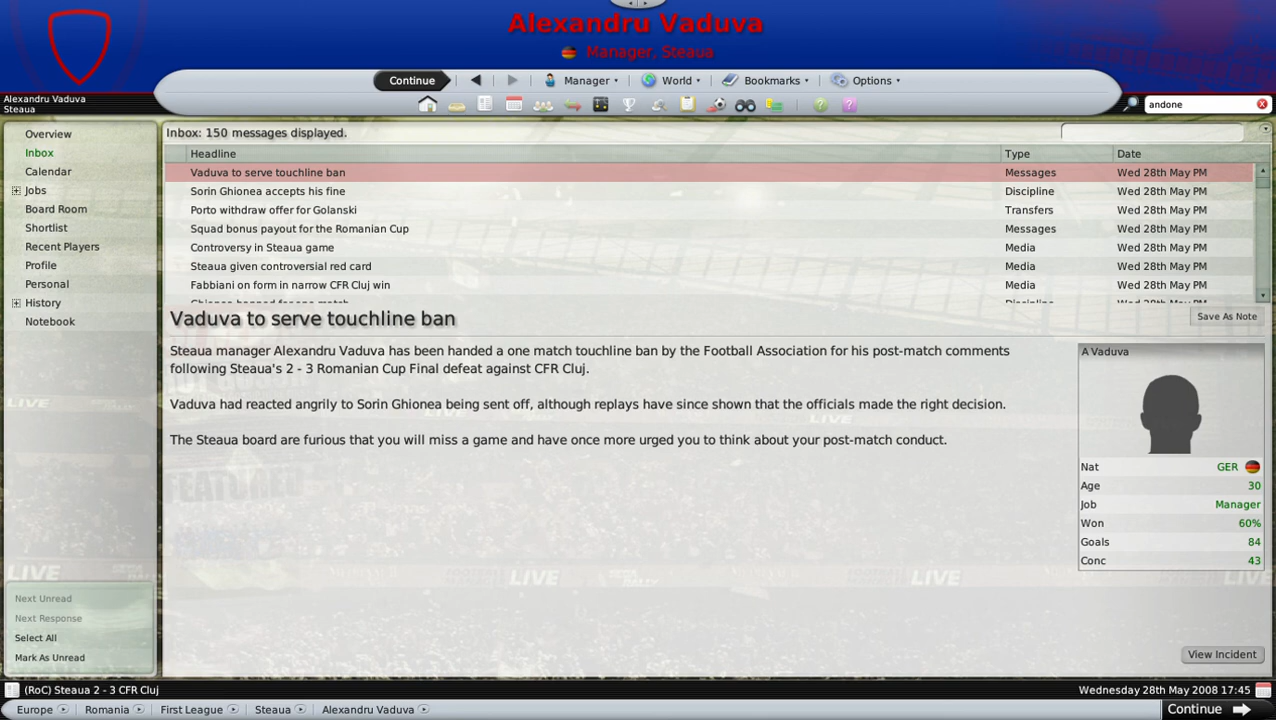 Alexandru Vaduva
Manager, Steaua
Continue
Manager
World
Bookmarks
Options
Alexandru Vaduva
Steaua
andone
Overview
Inbox
Calendar
Jobs
Board Room
Shortlist
Recent Players
Profile
Personal
History
Notebook
Inbox: 150 messages displayed.
Headline Type Date
Vaduva to serve touchline ban Messages Wed 28th May PM
Sorin Ghionea accepts his fine Discipline Wed 28th May PM
Porto withdraw offer for Golanski Transfers Wed 28th May PM
Squad bonus payout for the Romanian Cup Messages Wed 28th May PM
Controversy in Steaua game Media Wed 28th May PM
Steaua given controversial red card Media Wed 28th May PM
Fabbiani on form in narrow CFR Cluj win Media Wed 28th May PM
Vaduva to serve touchline ban
Save As Note
Steaua manager Alexandru Vaduva has been handed a one match touchline ban by the Football Association for his post-match comments
following Steaua's 2 - 3 Romanian Cup Final defeat against CFR Cluj.
Vaduva had reacted angrily to Sorin Ghionea being sent off, although replays have since shown that the officials made the right decision.
The Steaua board are furious that you will miss a game and have once more urged you to think about your post-match conduct.
A Vaduva
Nat GER
Age 30
Job Manager
Won 60%
Goals 84
Conc 43
View Incident
Next Unread
Next Response
Select All
Mark As Unread
(RoC) Steaua 2 - 3 CFR Cluj
Wednesday 28th May 2008 17:45
Europe Romania First League Steaua Alexandru Vaduva
Continue